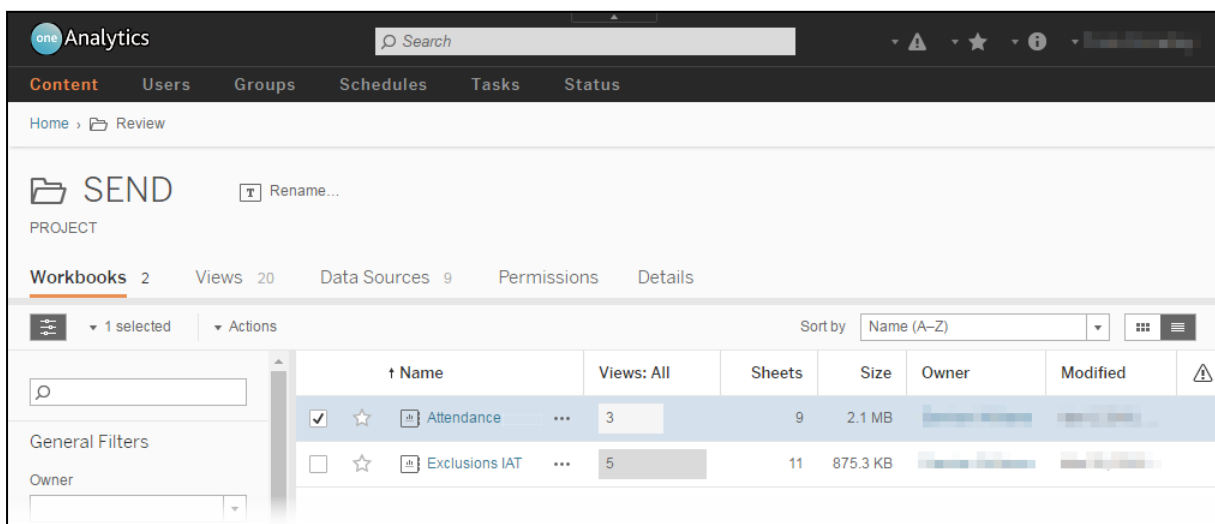 one Analytics
Search
Content Users Groups Schedules Tasks Status
Home › Review
SEND
T Rename...
PROJECT
Workbooks 2 Views 20 Data Sources 9 Permissions Details
1 selected Actions Sort by Name (A–Z)
↑ Name Views: All Sheets Size Owner Modified
Attendance ... 3 9 2.1 MB
General Filters
Exclusions IAT ... 5 11 875.3 KB
Owner